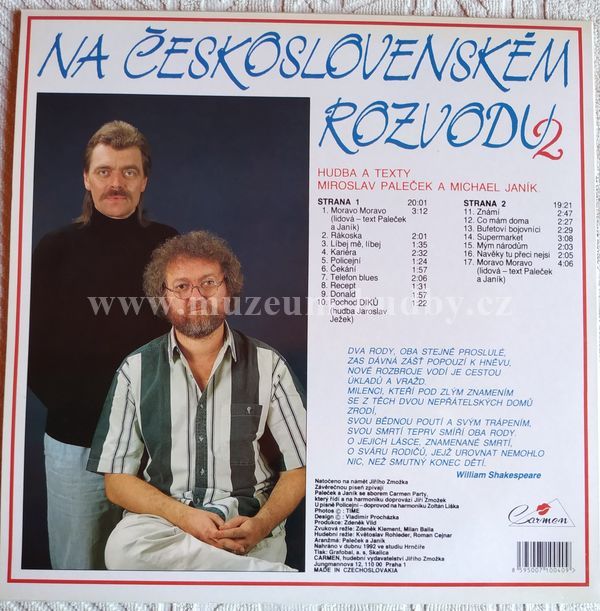 NA ČESKOSLOVENSKÉM
ROZVODU 2
HUDBA A TEXTY
MIROSLAV PALEČEK A MICHAEL JANÍK
STRANA 1 20:01
1. Moravo Moravo 3:12
(lidová – text Paleček
a Janík)
2. Rákoska 2:01
3. Líbej mě, líbej 1:35
4. Kariéra 2:32
5. Policejní 1:24
6. Čekání 1:57
7. Telefon blues 2:06
8. Recept 1:31
9. Donald 1:57
10. Pochod DIKŮ 1:22
(hudba Jaroslav
Ježek)
STRANA 2 19:21
11. Známí 2:47
12. Co mám doma 2:27
13. Bufetoví bojovníci 2:29
14. Supermarket 3:08
15. Mým národům 2:03
16. Navěky tu přeci nejsi 2:05
17. Moravo Moravo 4:06
(lidová – text Paleček
a Janík)
www.muzeumhudby.cz
DVA RODY, OBA STEJNĚ PROSLULÉ,
ZAS DÁVNÁ ZÁŠŤ POPOUZÍ K HNĚVU,
NOVÉ ROZBROJE VODÍ JE CESTOU
ÚKLADŮ A VRAŽD.
MILENCI, KTEŘÍ POD ZLÝM ZNAMENÍM
SE Z TĚCH DVOU NEPŘÁTELSKÝCH DOMŮ
ZRODÍ,
SVOU BĚDNOU POUTÍ A SVÝM TRÁPENÍM,
SVOU SMRTÍ TEPRV SMÍŘÍ OBA RODY.
O JEJICH LÁSCE, ZNAMENANÉ SMRTÍ,
O SVÁRU RODIČŮ, JEJŽ UROVNAT NEMOHLO
NIC, NEŽ SMUTNÝ KONEC DĚTÍ.
William Shakespeare
Natočeno na námět Jiřího Zmožka
Závěrečnou píseň zpívají
Paleček a Janík se sborem Carmen Party,
který řídí a na harmoniku doprovází Jiří Zmožek
U písně Policejní – doprovod na harmoniku Zoltán Liška
Photos © : TIME
Design © : Vladimír Procházka
Produkce: Zdeněk Vild
Zvuková režie: Zdeněk Klement, Milan Balla
Hudební režie: Květoslav Rohleder, Roman Cejnar
Aranžmá: Paleček a Janík
Nahráno v dubnu 1992 ve studiu Hrnčíře
Tisk: Grafobal, a. s, Skalica
CARMEN, hudební vydavatelství Jiřího Zmožka
Jungmannova 12, 110 00 Praha 1
MADE IN CZECHOSLOVAKIA
Carmen
8 595007 100409